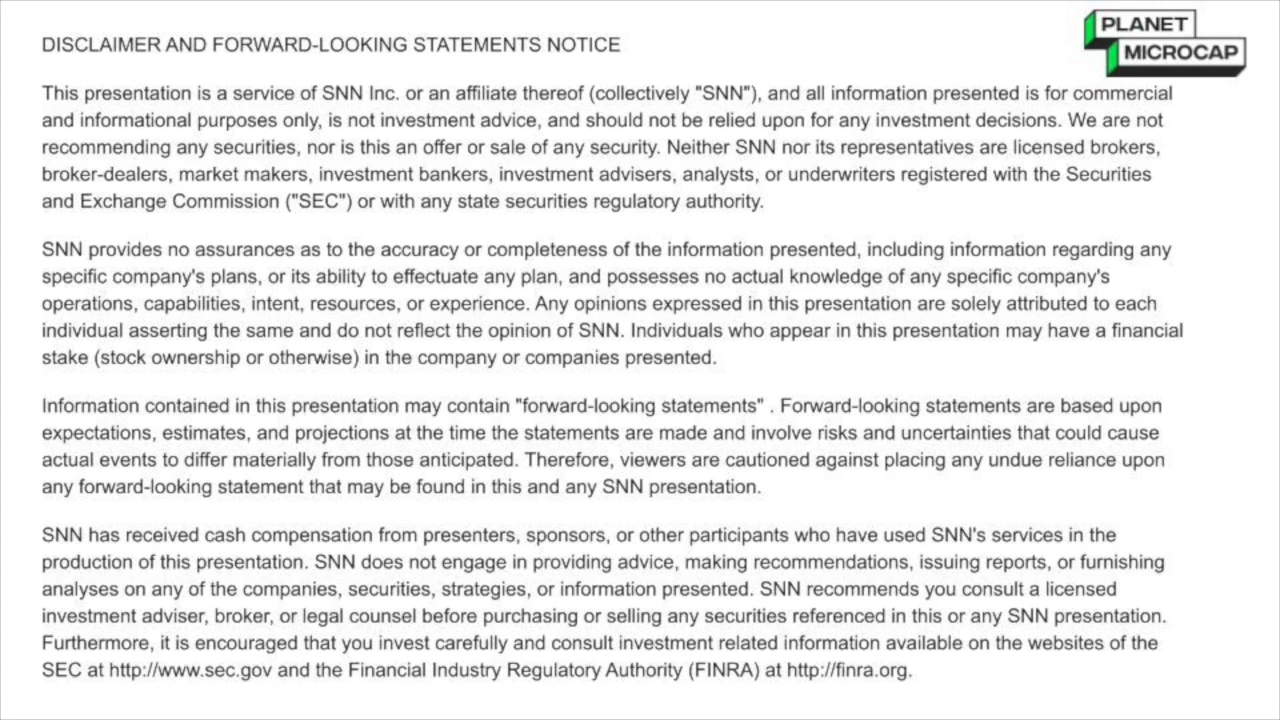 PLANET
MICROCAP
DISCLAIMER AND FORWARD-LOOKING STATEMENTS NOTICE
This presentation is a service of SNN Inc. or an affiliate thereof (collectively "SNN"), and all information presented is for commercial
and informational purposes only, is not investment advice, and should not be relied upon for any investment decisions. We are not
recommending any securities, nor is this an offer or sale of any security. Neither SNN nor its representatives are licensed brokers,
broker-dealers, market makers, investment bankers, investment advisers, analysts, or underwriters registered with the Securities
and Exchange Commission ("SEC") or with any state securities regulatory authority.
SNN provides no assurances as to the accuracy or completeness of the information presented, including information regarding any
specific company's plans, or its ability to effectuate any plan, and possesses no actual knowledge of any specific company's
operations, capabilities, intent, resources, or experience. Any opinions expressed in this presentation are solely attributed to each
individual asserting the same and do not reflect the opinion of SNN. Individuals who appear in this presentation may have a financial
stake (stock ownership or otherwise) in the company or companies presented.
Information contained in this presentation may contain "forward-looking statements" . Forward-looking statements are based upon
expectations, estimates, and projections at the time the statements are made and involve risks and uncertainties that could cause
actual events to differ materially from those anticipated. Therefore, viewers are cautioned against placing any undue reliance upon
any forward-looking statement that may be found in this and any SNN presentation.
SNN has received cash compensation from presenters, sponsors, or other participants who have used SNN's services in the
production of this presentation. SNN does not engage in providing advice, making recommendations, issuing reports, or furnishing
analyses on any of the companies, securities, strategies, or information presented. SNN recommends you consult a licensed
investment adviser, broker, or legal counsel before purchasing or selling any securities referenced in this or any SNN presentation.
Furthermore, it is encouraged that you invest carefully and consult investment related information available on the websites of the
SEC at http://www.sec.gov and the Financial Industry Regulatory Authority (FINRA) at http://finra.org.